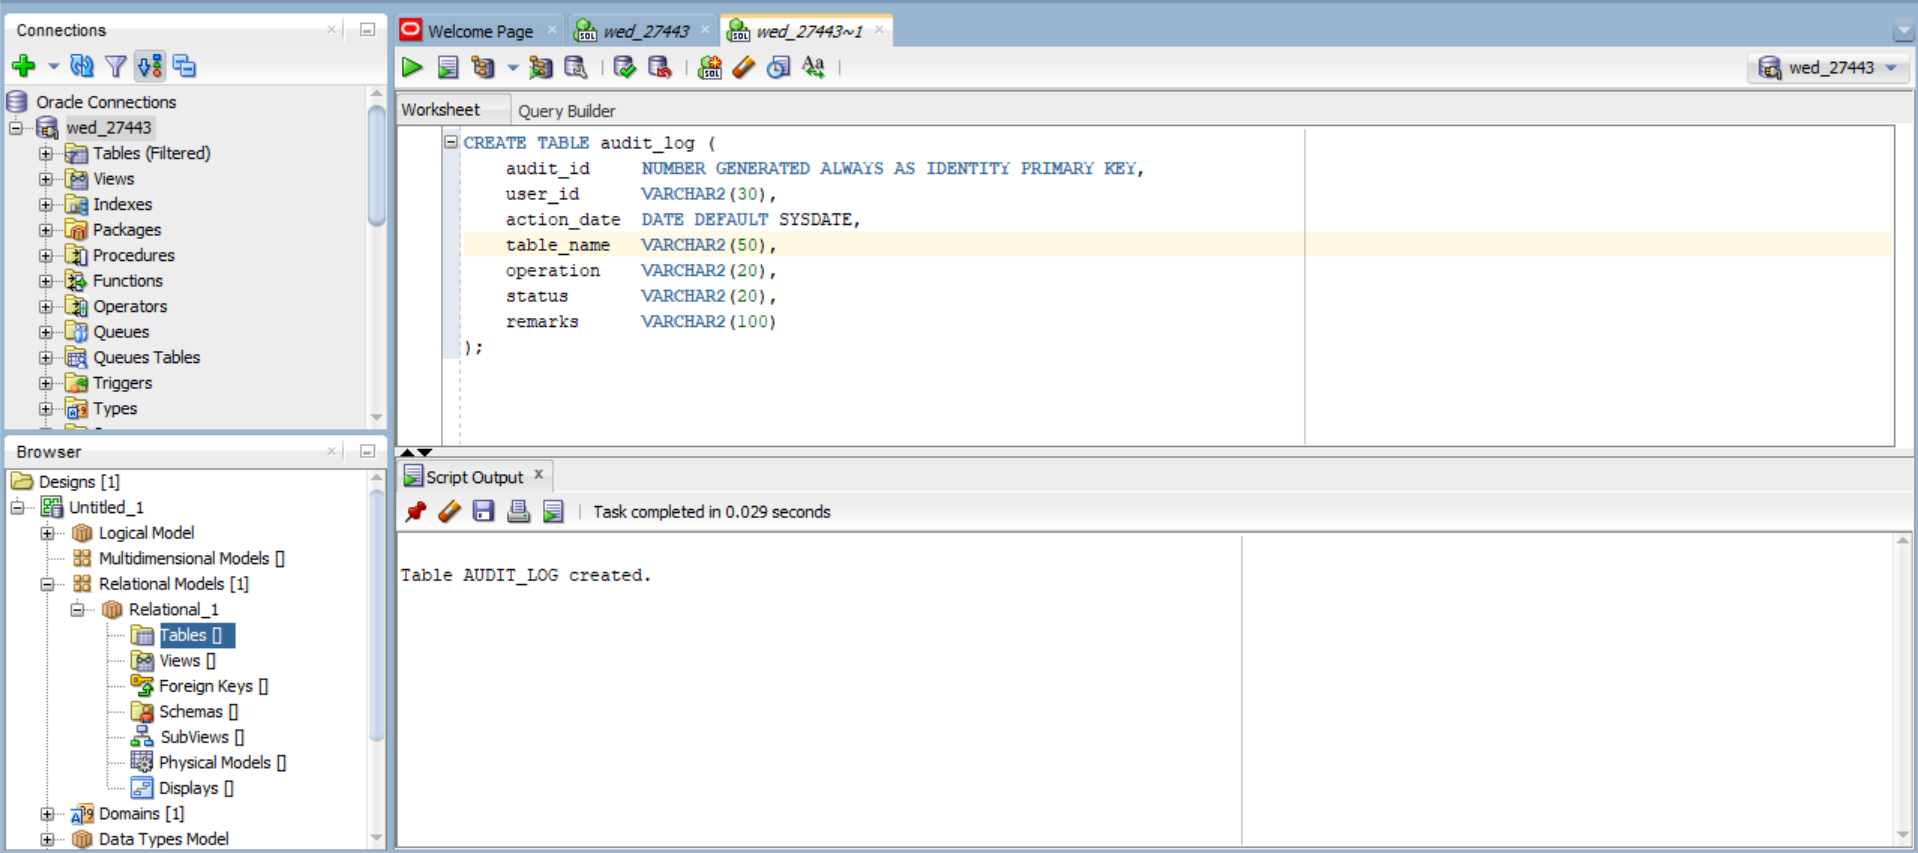 Connections
Oracle Connections
wed_27443
Tables (Filtered)
Views
Indexes
Packages
Procedures
Functions
Operators
Queues
Queues Tables
Triggers
Types
Browser
Designs [1]
Untitled_1
Logical Model
Multidimensional Models []
Relational Models [1]
Relational_1
Tables []
Views []
Foreign Keys []
Schemas []
SubViews []
Physical Models []
Displays []
Domains [1]
Data Types Model
Welcome Page
wed_27443
wed_27443~1
wed_27443
Worksheet Query Builder
CREATE TABLE audit_log (
audit_id NUMBER GENERATED ALWAYS AS IDENTITY PRIMARY KEY,
user_id VARCHAR2(30),
action_date DATE DEFAULT SYSDATE,
table_name VARCHAR2(50),
operation VARCHAR2(20),
status VARCHAR2(20),
remarks VARCHAR2(100)
);
Script Output
Task completed in 0.029 seconds
Table AUDIT_LOG created.